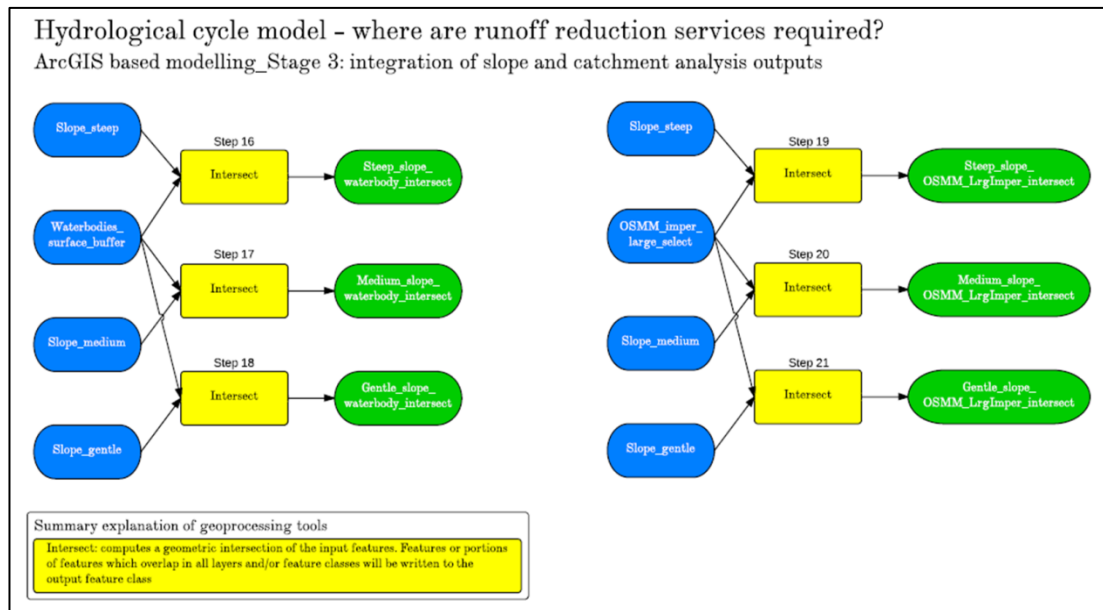 Hydrological cycle model - where are runoff reduction services required?
ArcGIS based modelling_Stage 3: integration of slope and catchment analysis outputs
Slope_steep
Step 16
Intersect
Steep_slope_
waterbody_intersect
Waterbodies_
surface_buffer
Step 17
Intersect
Medium_slope_
waterbody_intersect
Slope_medium
Step 18
Intersect
Gentle_slope_
waterbody_intersect
Slope_gentle
Slope_steep
Step 19
Intersect
Steep_slope_
OSMM_LrgImper_intersect
OSMM_imper_
large_select
Step 20
Intersect
Medium_slope_
OSMM_LrgImper_intersect
Slope_medium
Step 21
Intersect
Gentle_slope_
OSMM_LrgImper_intersect
Slope_gentle
Summary explanation of geoprocessing tools
Intersect: computes a geometric intersection of the input features. Features or portions
of features which overlap in all layers and/or feature classes will be written to the
output feature class